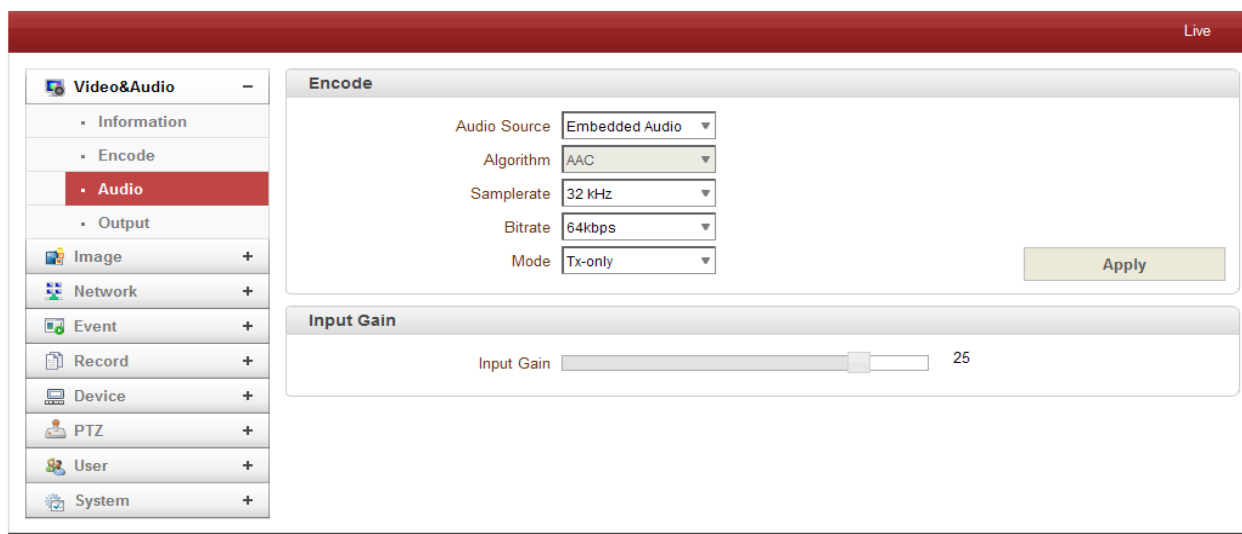 Live
Video&Audio −
Information
Encode
Audio
Output
Image +
Network +
Event +
Record +
Device +
PTZ +
User +
System +
Encode
Audio Source Embedded Audio
Algorithm AAC
Samplerate 32 kHz
Bitrate 64kbps
Mode Tx-only
Apply
Input Gain
Input Gain 25